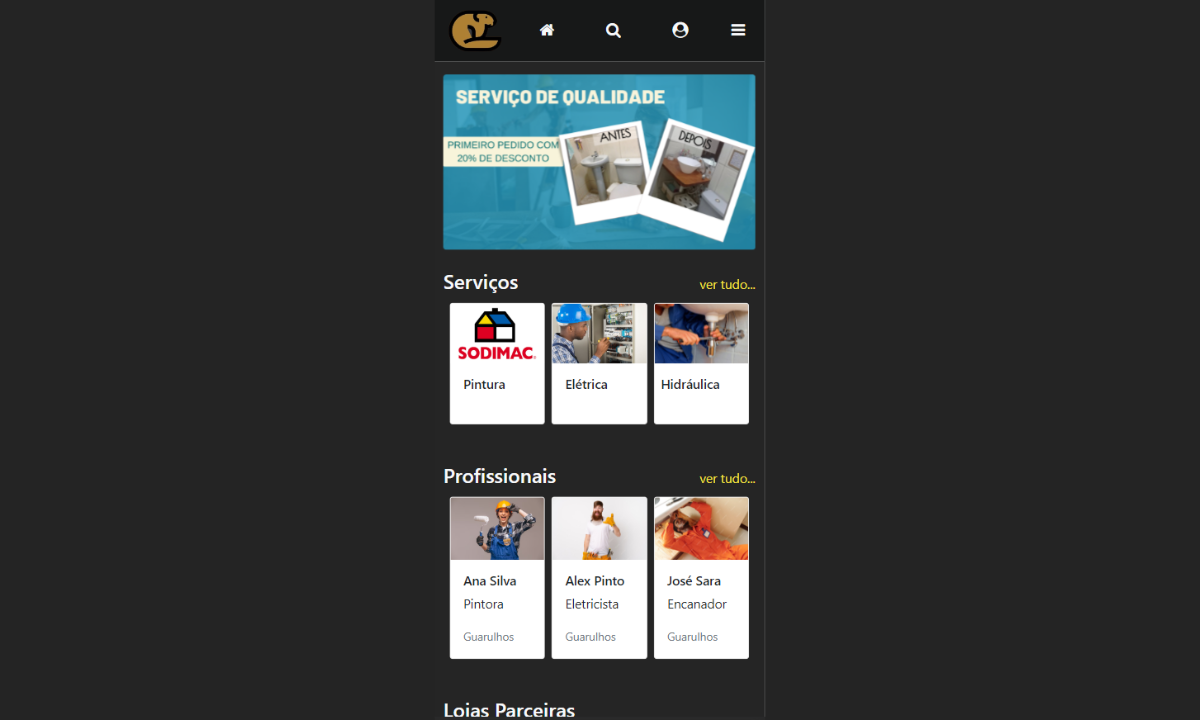 SERVIÇO DE QUALIDADE
PRIMEIRO PEDIDO COM
20% DE DESCONTO
ANTES
DEPOIS
Serviços
ver tudo...
SODIMAC
Pintura
Elétrica
Hidráulica
Profissionais
ver tudo...
Ana Silva
Alex Pinto
José Sara
Pintora
Eletricista
Encanador
Guarulhos
Guarulhos
Guarulhos
Lojas Parceiras